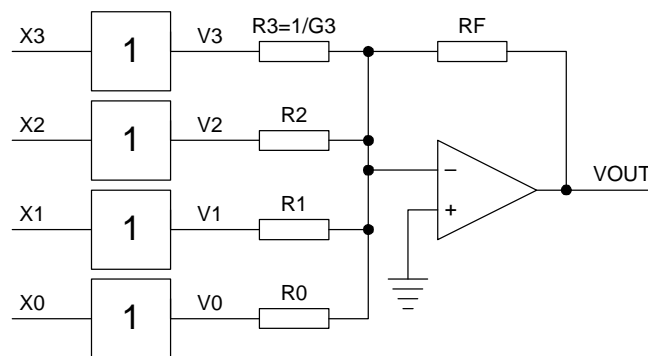 X3 1 V3 R3=1/G3 RF
X2 1 V2 R2
− VOUT
+
X1 1 V1 R1
X0 1 V0 R0